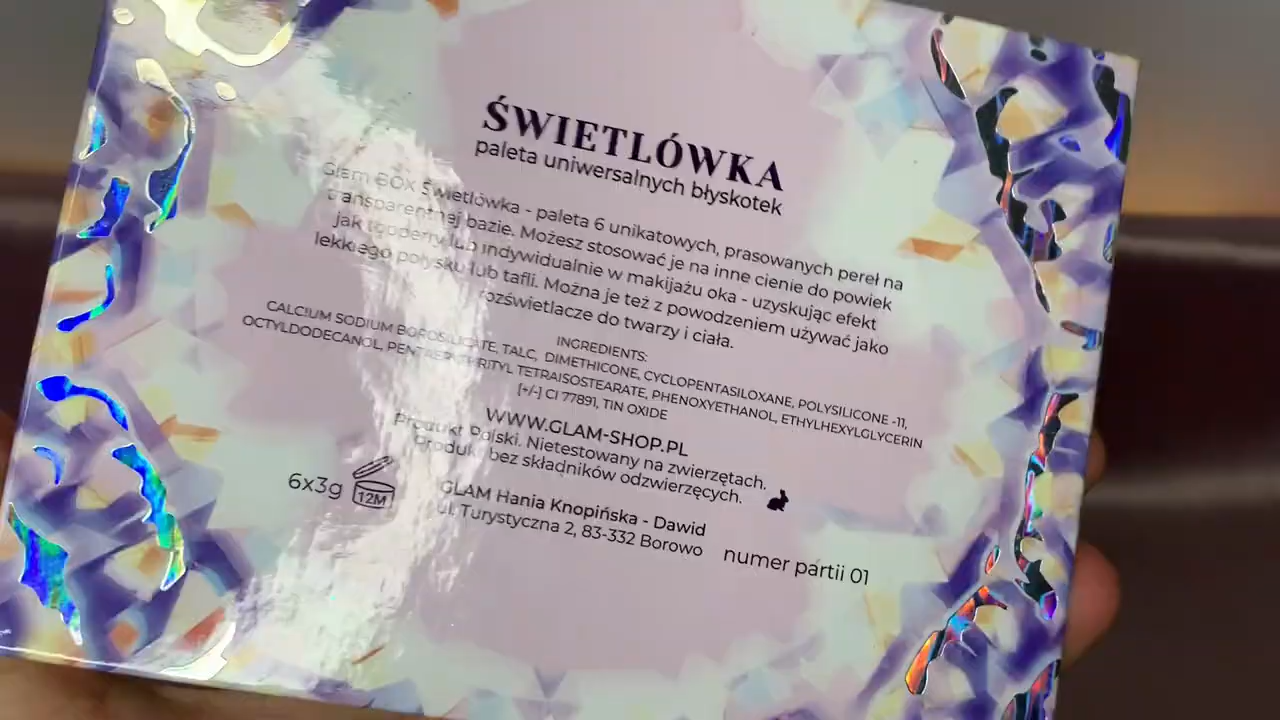 ŚWIETLÓWKA
paleta uniwersalnych błyskotek
Glam BOX Świetlówka - paleta 6 unikatowych, prasowanych pereł na
transparentnej bazie. Możesz stosować je na inne cienie do powiek
jak toppery lub indywidualnie w makijażu oka - uzyskując efekt
lekkiego połysku lub tafli. Można je też z powodzeniem używać jako
rozświetlacze do twarzy i ciała.
INGREDIENTS:
CALCIUM SODIUM BOROSILICATE, TALC, DIMETHICONE, CYCLOPENTASILOXANE, POLYSILICONE -11,
OCTYLDODECANOL, PENTAERYTHRITYL TETRAISOSTEARATE, PHENOXYETHANOL, ETHYLHEXYLGLYCERIN
[+/-] CI 77891, TIN OXIDE
WWW.GLAM-SHOP.PL
Produkt Polski. Nietestowany na zwierzętach.
Produkt bez składników odzwierzęcych.
6x3g
12M
GLAM Hania Knopińska - Dawid
ul. Turystyczna 2, 83-332 Borowo
numer partii 01